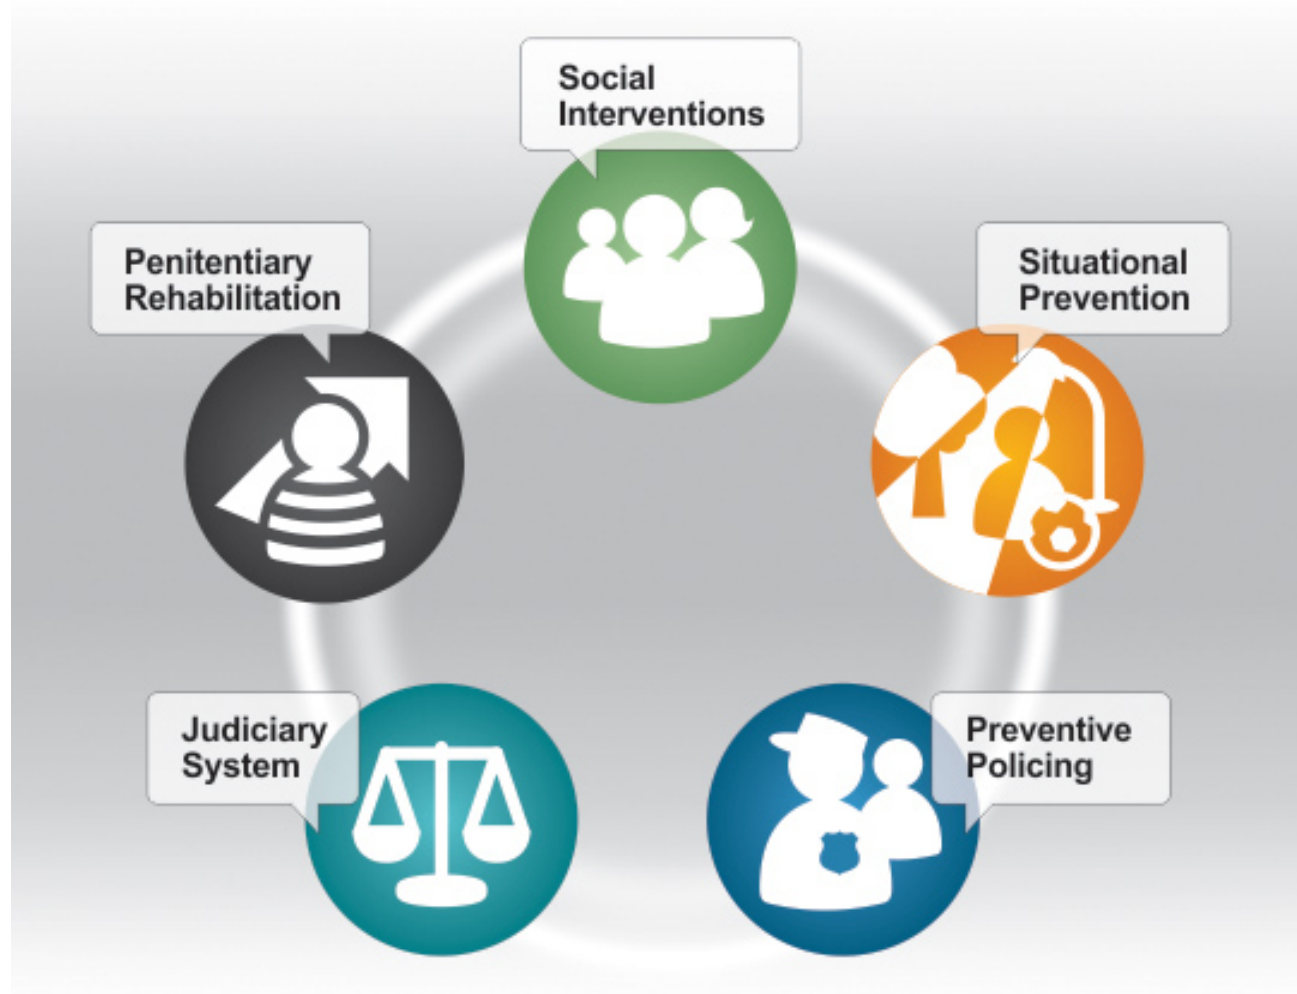 Social
Interventions
Penitentiary
Rehabilitation
Situational
Prevention
Judiciary
System
Preventive
Policing